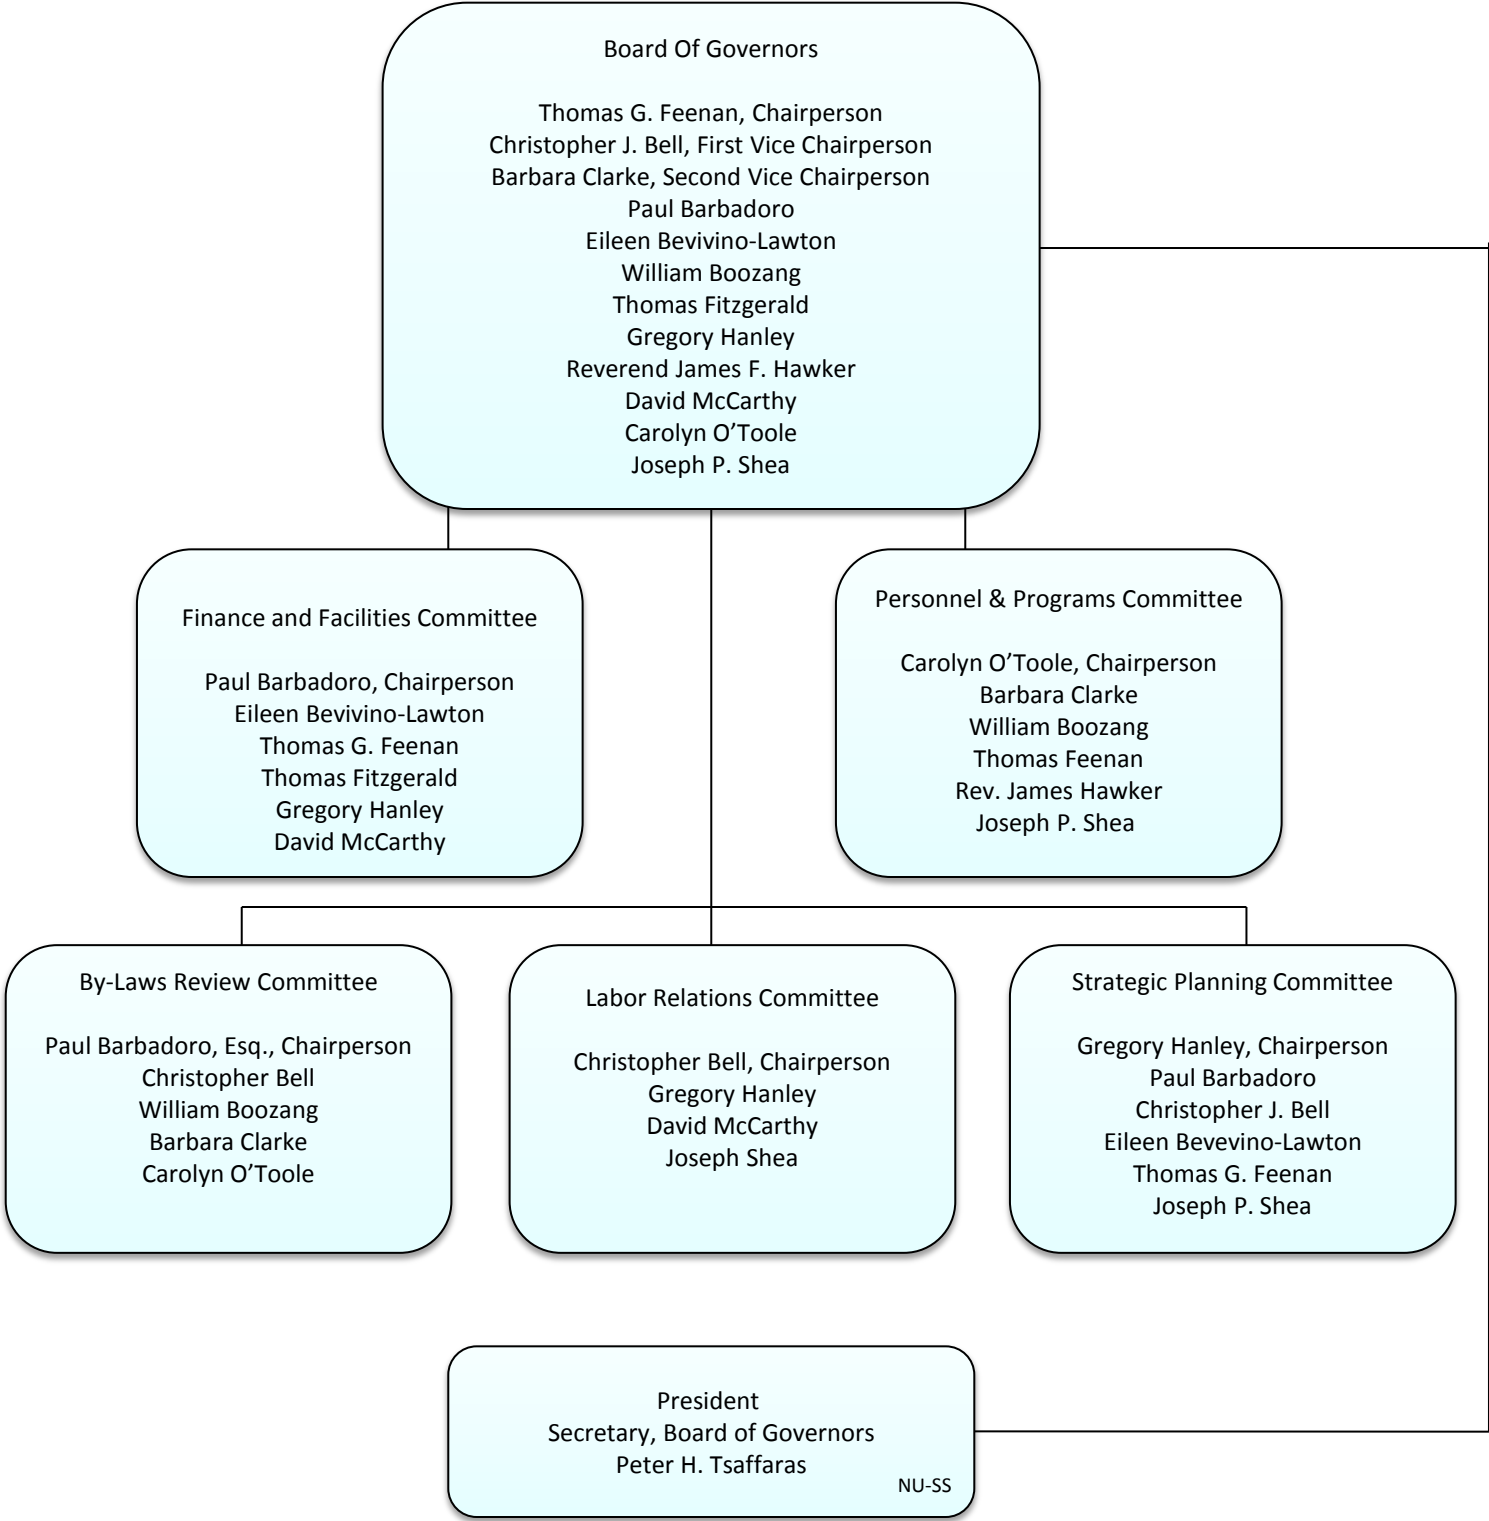 Board Of Governors
Thomas G. Feenan, Chairperson
Christopher J. Bell, First Vice Chairperson
Barbara Clarke, Second Vice Chairperson
Paul Barbadoro
Eileen Bevivino-Lawton
William Boozang
Thomas Fitzgerald
Gregory Hanley
Reverend James F. Hawker
David McCarthy
Carolyn O’Toole
Joseph P. Shea
Finance and Facilities Committee
Paul Barbadoro, Chairperson
Eileen Bevivino-Lawton
Thomas G. Feenan
Thomas Fitzgerald
Gregory Hanley
David McCarthy
Personnel & Programs Committee
Carolyn O’Toole, Chairperson
Barbara Clarke
William Boozang
Thomas Feenan
Rev. James Hawker
Joseph P. Shea
By-Laws Review Committee
Paul Barbadoro, Esq., Chairperson
Christopher Bell
William Boozang
Barbara Clarke
Carolyn O’Toole
Labor Relations Committee
Christopher Bell, Chairperson
Gregory Hanley
David McCarthy
Joseph Shea
Strategic Planning Committee
Gregory Hanley, Chairperson
Paul Barbadoro
Christopher J. Bell
Eileen Bevevino-Lawton
Thomas G. Feenan
Joseph P. Shea
President
Secretary, Board of Governors
Peter H. Tsaffaras
NU-SS